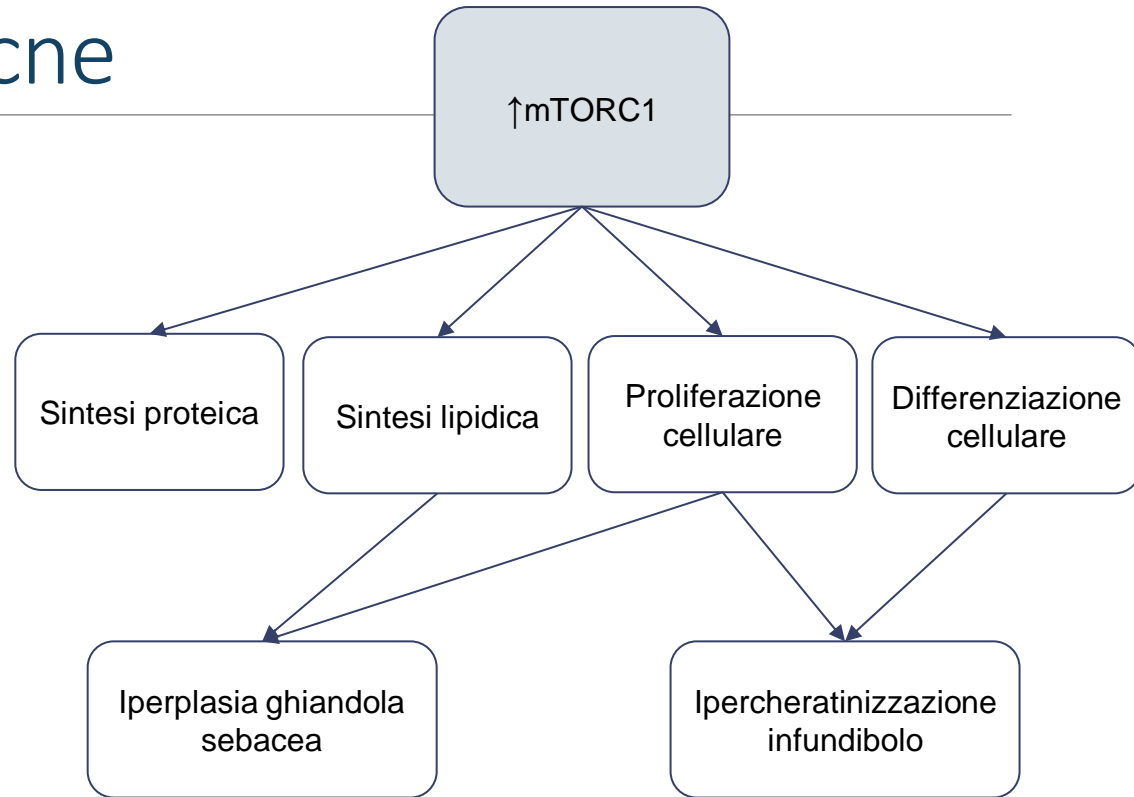 cne
↑mTORC1
Sintesi proteica
Sintesi lipidica
Proliferazione
cellulare
Differenziazione
cellulare
Iperplasia ghiandola
sebacea
Ipercheratinizzazione
infundibolo